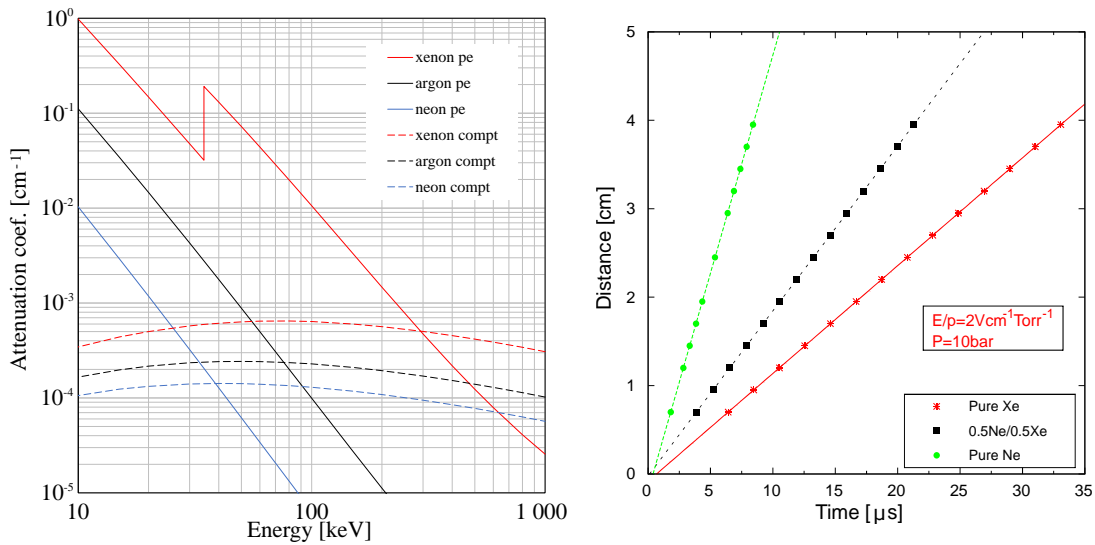 10⁰
10⁻¹
10⁻²
10⁻³
10⁻⁴
10⁻⁵
Attenuation coef. [cm⁻¹]
xenon pe
argon pe
neon pe
xenon compt
argon compt
neon compt
10
100
1 000
Energy [keV]
5
4
3
2
1
0
Distance [cm]
E/p=2Vcm⁻¹Torr⁻¹
P=10bar
Pure Xe
0.5Ne/0.5Xe
Pure Ne
0
5
10
15
20
25
30
35
Time [μs]